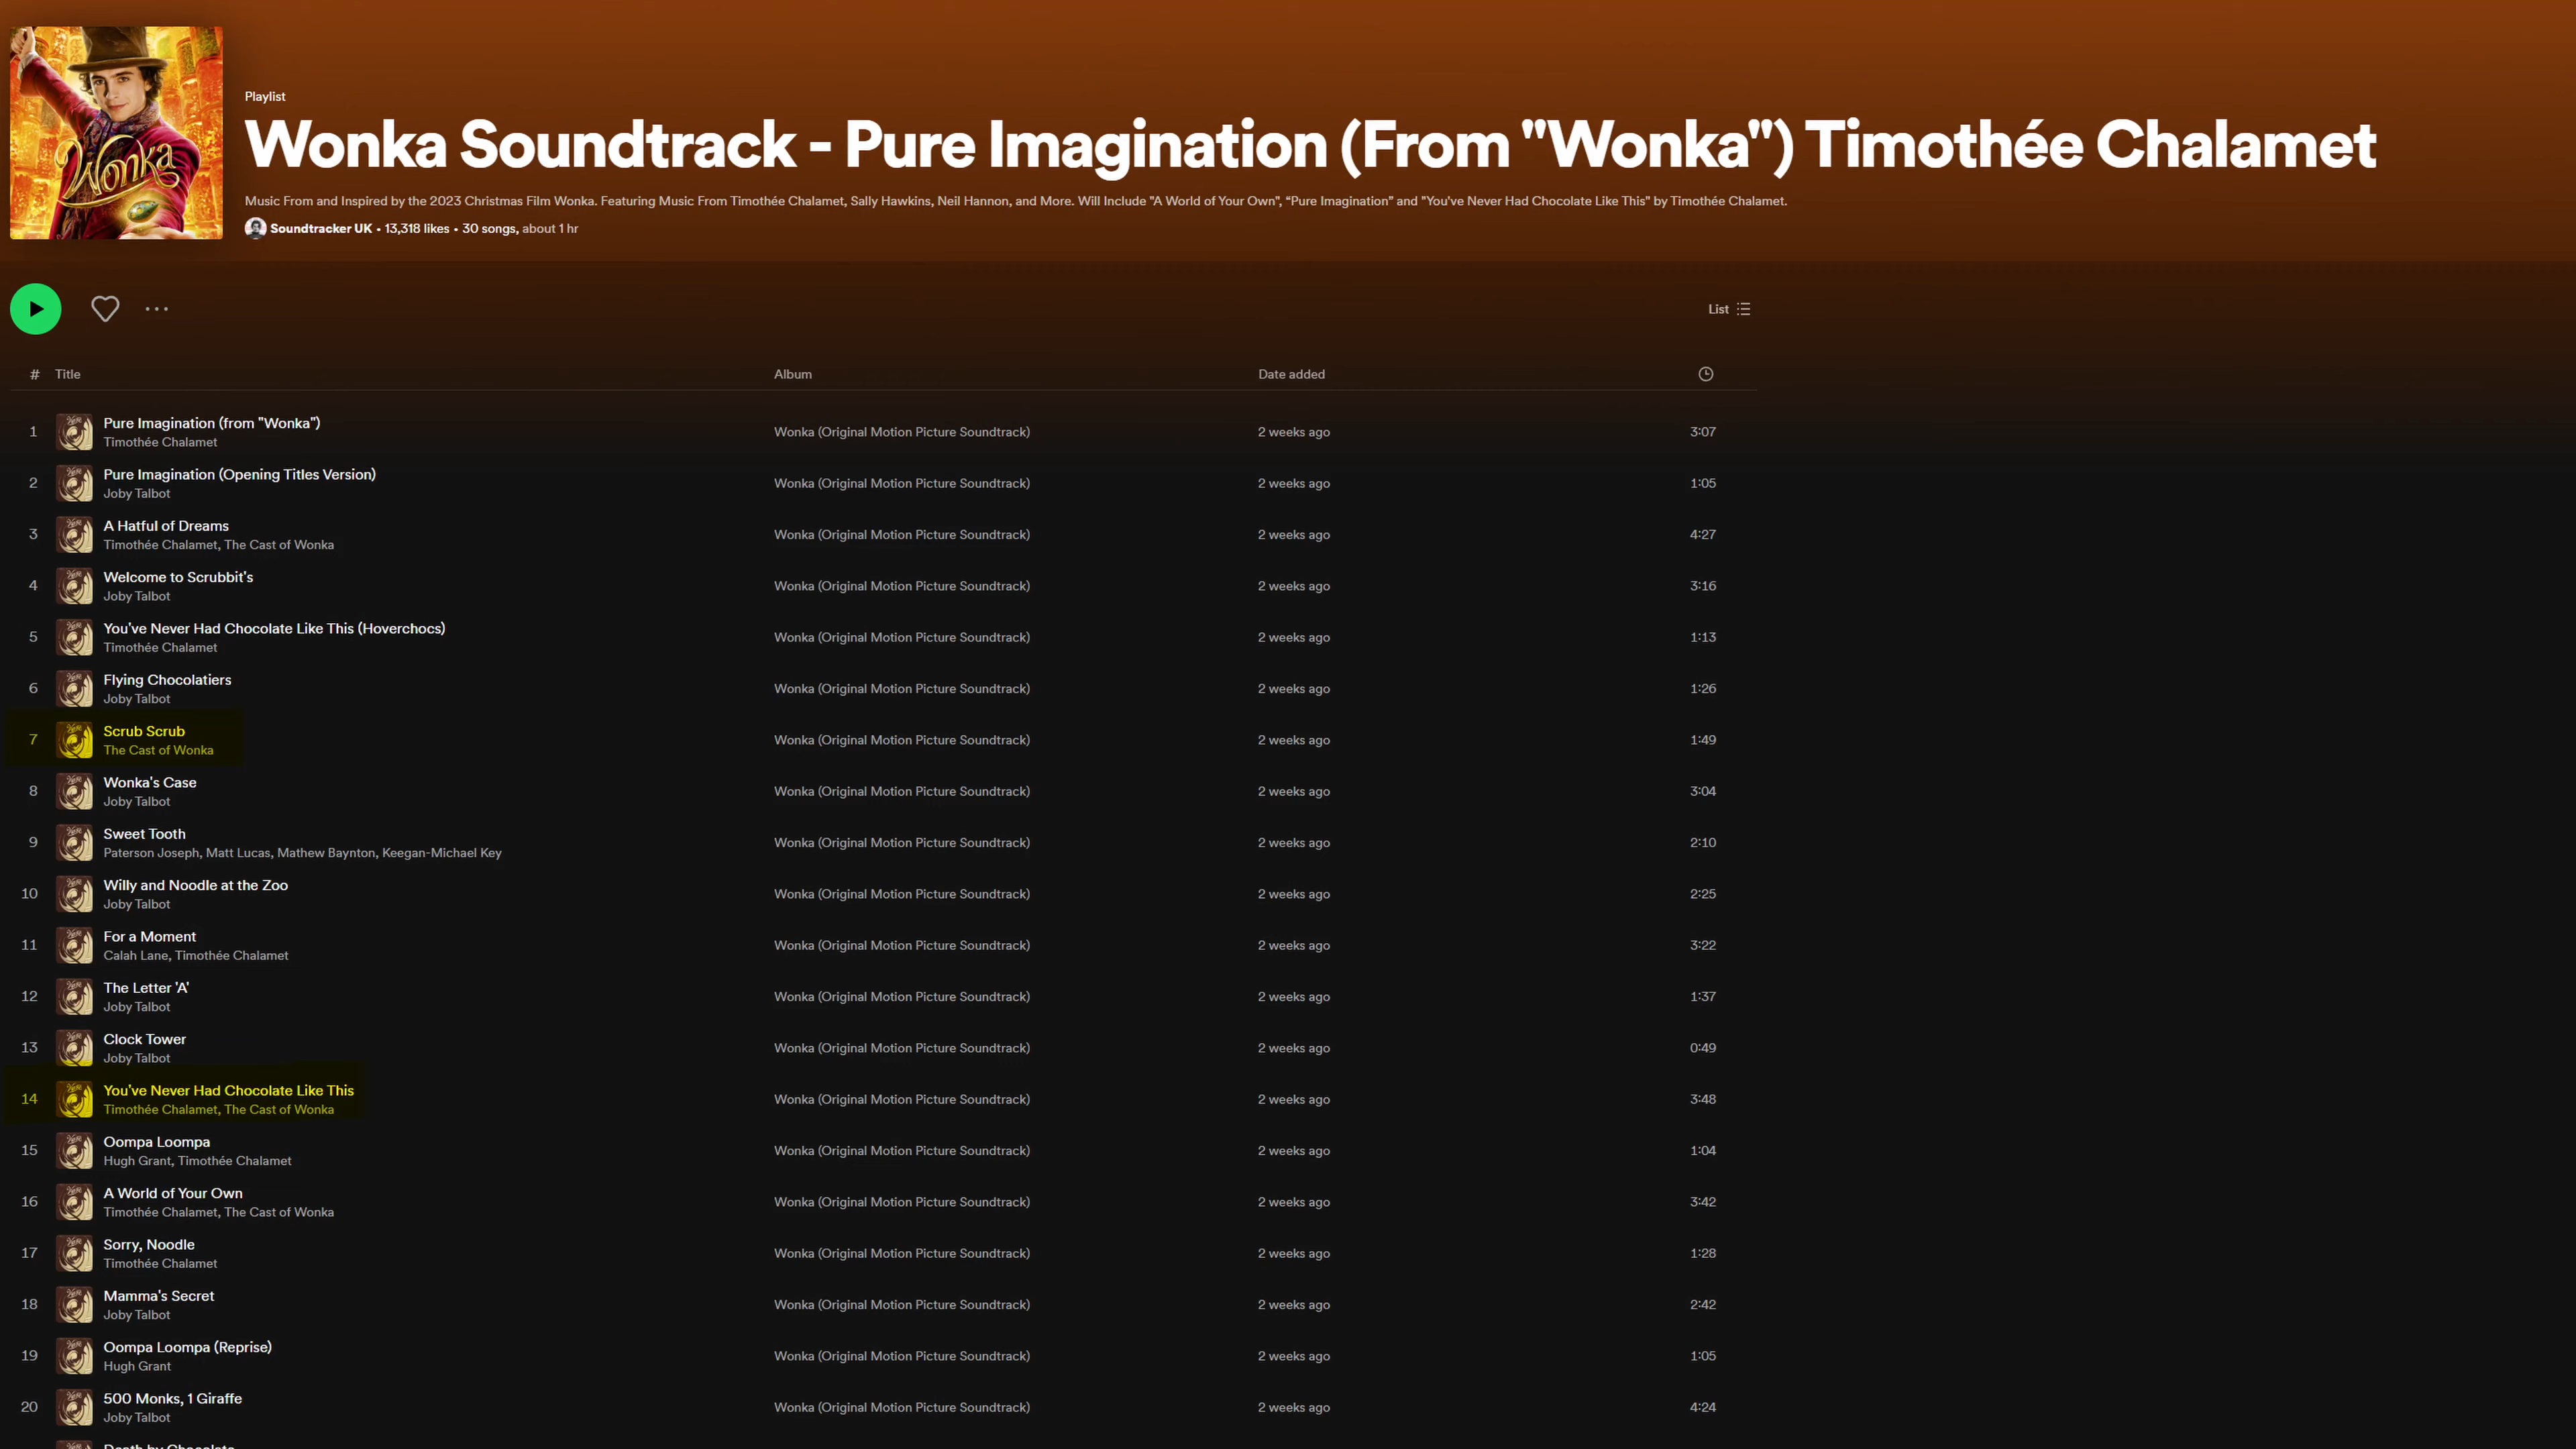 Wonka
Playlist
Wonka Soundtrack - Pure Imagination (From "Wonka") Timothée Chalamet
Music From and Inspired by the 2023 Christmas Film Wonka. Featuring Music From Timothée Chalamet, Sally Hawkins, Neil Hannon, and More. Will Include "A World of Your Own", "Pure Imagination" and "You've Never Had Chocolate Like This" by Timothée Chalamet.
Soundtracker UK • 13,318 likes • 30 songs, about 1 hr
List
# Title Album Date added
1 Pure Imagination (from "Wonka") Wonka (Original Motion Picture Soundtrack) 2 weeks ago 3:07
Timothée Chalamet
2 Pure Imagination (Opening Titles Version) Wonka (Original Motion Picture Soundtrack) 2 weeks ago 1:05
Joby Talbot
3 A Hatful of Dreams Wonka (Original Motion Picture Soundtrack) 2 weeks ago 4:27
Timothée Chalamet, The Cast of Wonka
4 Welcome to Scrubbit's Wonka (Original Motion Picture Soundtrack) 2 weeks ago 3:16
Joby Talbot
5 You've Never Had Chocolate Like This (Hoverchocs) Wonka (Original Motion Picture Soundtrack) 2 weeks ago 1:13
Timothée Chalamet
6 Flying Chocolatiers Wonka (Original Motion Picture Soundtrack) 2 weeks ago 1:26
Joby Talbot
7 Scrub Scrub Wonka (Original Motion Picture Soundtrack) 2 weeks ago 1:49
The Cast of Wonka
8 Wonka's Case Wonka (Original Motion Picture Soundtrack) 2 weeks ago 3:04
Joby Talbot
9 Sweet Tooth Wonka (Original Motion Picture Soundtrack) 2 weeks ago 2:10
Paterson Joseph, Matt Lucas, Mathew Baynton, Keegan-Michael Key
10 Willy and Noodle at the Zoo Wonka (Original Motion Picture Soundtrack) 2 weeks ago 2:25
Joby Talbot
11 For a Moment Wonka (Original Motion Picture Soundtrack) 2 weeks ago 3:22
Calah Lane, Timothée Chalamet
12 The Letter 'A' Wonka (Original Motion Picture Soundtrack) 2 weeks ago 1:37
Joby Talbot
13 Clock Tower Wonka (Original Motion Picture Soundtrack) 2 weeks ago 0:49
Joby Talbot
14 You've Never Had Chocolate Like This Wonka (Original Motion Picture Soundtrack) 2 weeks ago 3:48
Timothée Chalamet, The Cast of Wonka
15 Oompa Loompa Wonka (Original Motion Picture Soundtrack) 2 weeks ago 1:04
Hugh Grant, Timothée Chalamet
16 A World of Your Own Wonka (Original Motion Picture Soundtrack) 2 weeks ago 3:42
Timothée Chalamet, The Cast of Wonka
17 Sorry, Noodle Wonka (Original Motion Picture Soundtrack) 2 weeks ago 1:28
Timothée Chalamet
18 Mamma's Secret Wonka (Original Motion Picture Soundtrack) 2 weeks ago 2:42
Joby Talbot
19 Oompa Loompa (Reprise) Wonka (Original Motion Picture Soundtrack) 2 weeks ago 1:05
Hugh Grant
20 500 Monks, 1 Giraffe Wonka (Original Motion Picture Soundtrack) 2 weeks ago 4:24
Joby Talbot